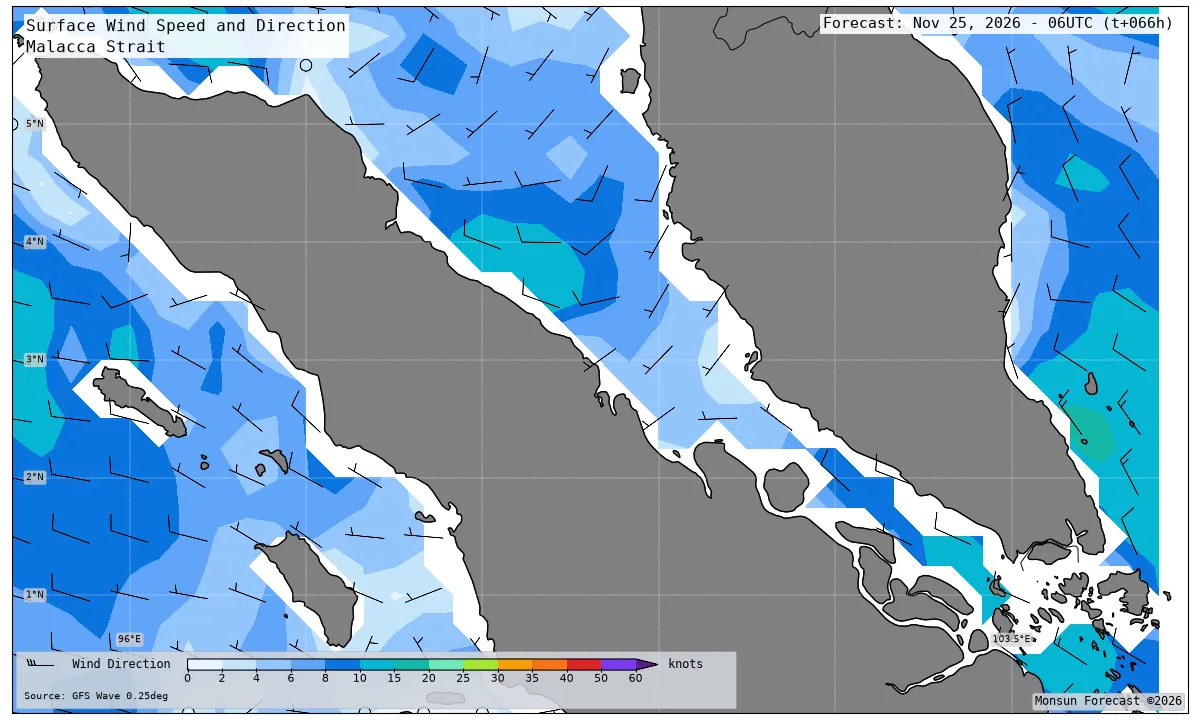 Surface Wind Speed and Direction
Malacca Strait
Forecast: Nov 25, 2026 - 06UTC (t+066h)
5°N
4°N
3°N
2°N
1°N
96°E
103.5°E
Wind Direction
0 2 4 6 8 10 15 20 25 30 35 40 50 60
knots
Source: GFS Wave 0.25deg
Monsun Forecast ©2026